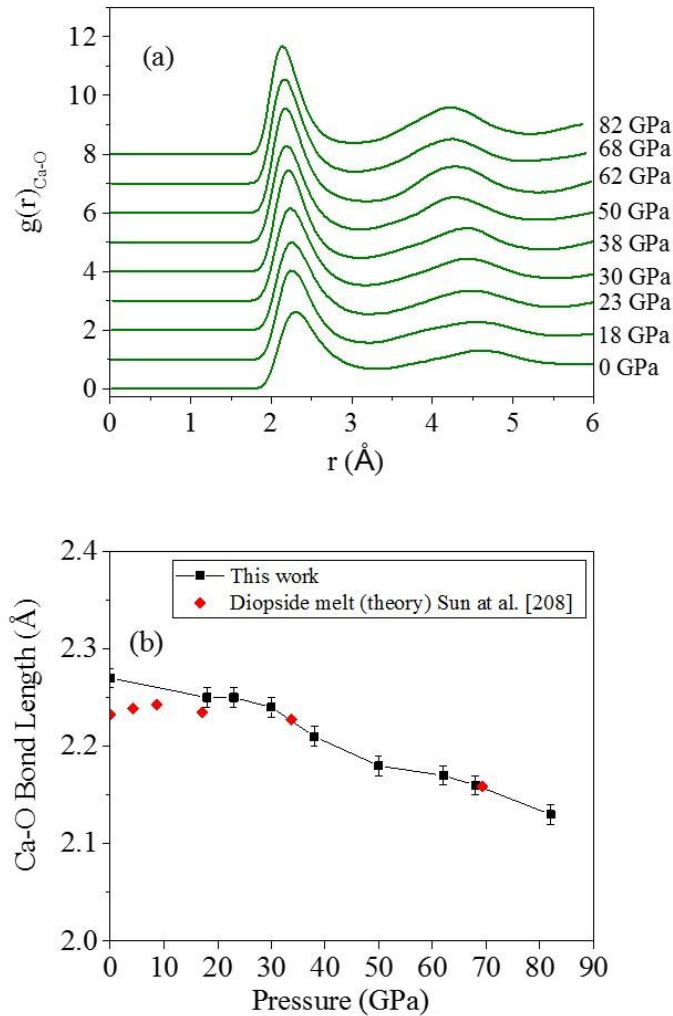 (a)
12
10
8
6
4
2
0
g(r)Ca-O
82 GPa
68 GPa
62 GPa
50 GPa
38 GPa
30 GPa
23 GPa
18 GPa
0 GPa
0 1 2 3 4 5 6
r (Å)
2.4
2.3
2.2
2.1
2.0
Ca-O Bond Length (Å)
This work
Diopside melt (theory) Sun at al. [208]
(b)
0 10 20 30 40 50 60 70 80 90
Pressure (GPa)